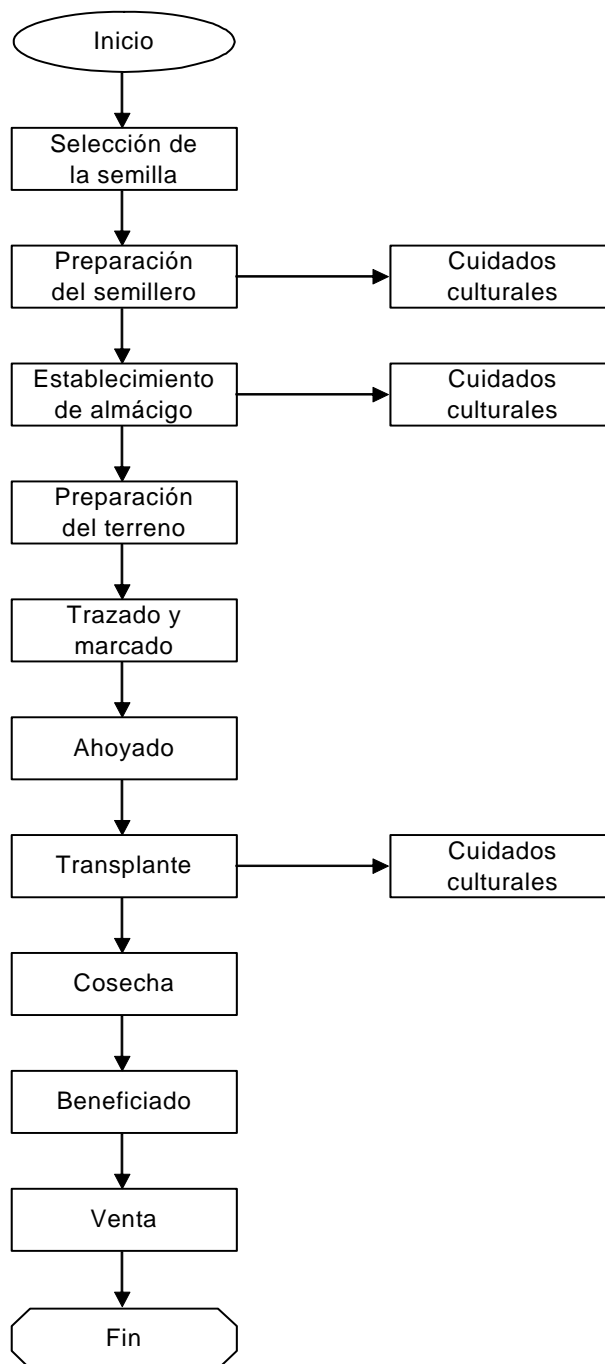 Inicio
Selección de
la semilla
Preparación
del semillero
Cuidados
culturales
Establecimiento
de almácigo
Cuidados
culturales
Preparación
del terreno
Trazado y
marcado
Ahoyado
Transplante
Cuidados
culturales
Cosecha
Beneficiado
Venta
Fin